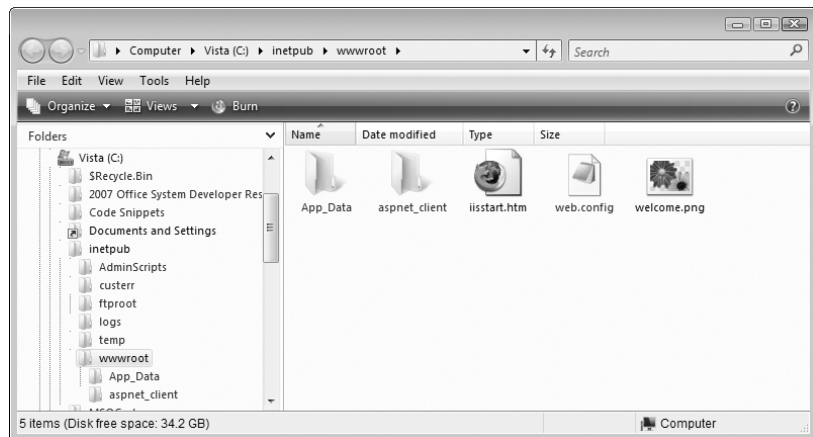 Computer Vista (C:) inetpub wwwroot
Search
File Edit View Tools Help
Organize Views Burn
Folders
Name Date modified Type Size
Vista (C:)
$Recycle.Bin
2007 Office System Developer Res
Code Snippets
Documents and Settings
inetpub
AdminScripts
custerr
ftproot
logs
temp
wwwroot
App_Data
aspnet_client
App_Data aspnet_client iisstart.htm web.config welcome.png
5 items (Disk free space: 34.2 GB)
Computer